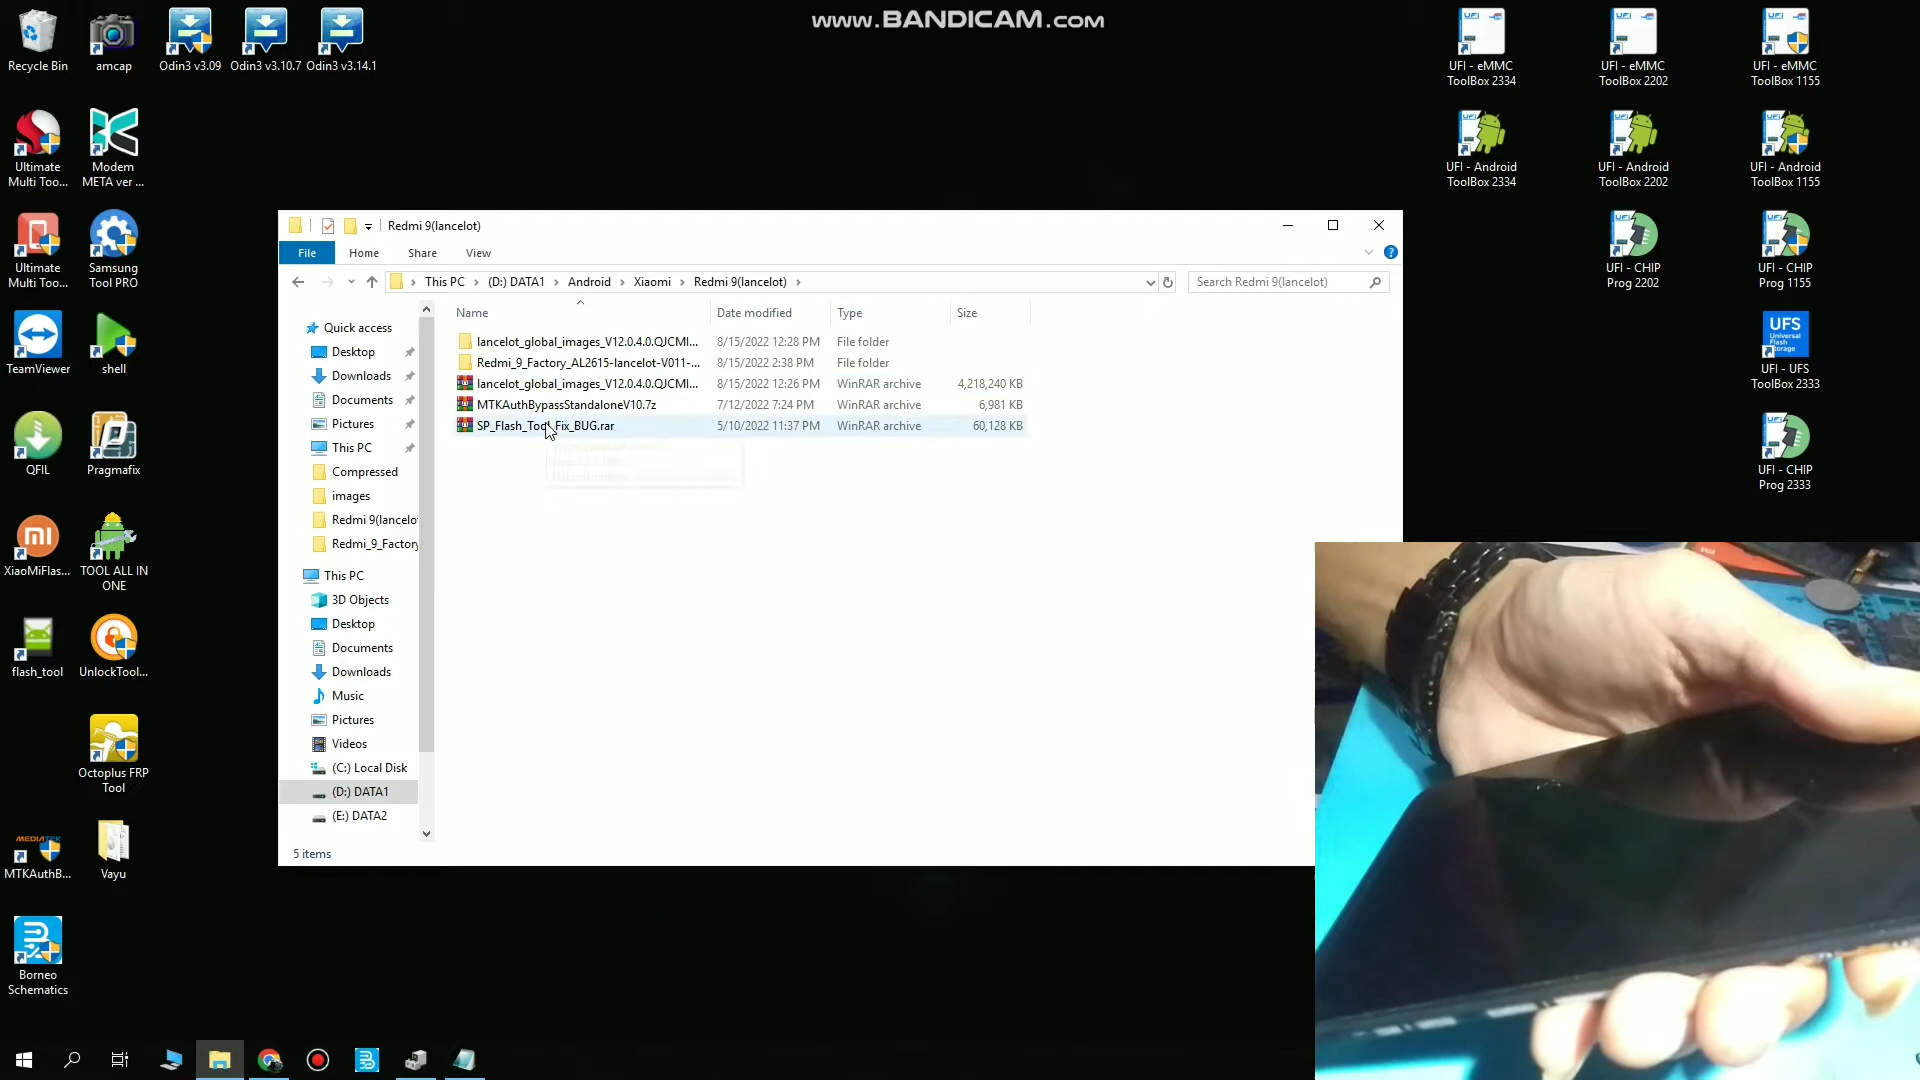 www.BANDICAM.com
Recycle Bin
amcap
Odin3 v3.09
Odin3 v3.10.7
Odin3 v3.14.1
Ultimate
Multi Too...
Modem
META ver ...
Ultimate
Multi Too...
Samsung
Tool PRO
TeamViewer
shell
QFIL
Pragmafix
XiaoMiFlas...
TOOL ALL IN
ONE
flash_tool
UnlockTool...
Octoplus FRP
Tool
MEDIATEK
MTKAuthB...
Vayu
Borneo
Schematics
UFi - eMMC
ToolBox 2334
UFi - eMMC
ToolBox 2202
UFi - eMMC
ToolBox 1155
UFi - Android
ToolBox 2334
UFi - Android
ToolBox 2202
UFi - Android
ToolBox 1155
UFi - CHIP
Prog 2202
UFi - CHIP
Prog 1155
UFS
Universal
Flash
Storage
UFi - UFS
ToolBox 2333
UFi - CHIP
Prog 2333
Redmi 9(lancelot)
File
Home
Share
View
This PC > (D:) DATA1 > Android > Xiaomi > Redmi 9(lancelot) >
Search Redmi 9(lancelot)
Name
Date modified
Type
Size
lancelot_global_images_V12.0.4.0.QJCMI... 8/15/2022 12:28 PM File folder
Redmi_9_Factory_AL2615-lancelot-V011-... 8/15/2022 2:38 PM File folder
lancelot_global_images_V12.0.4.0.QJCMI... 8/15/2022 12:26 PM WinRAR archive 4,218,240 KB
MTKAuthBypassStandaloneV10.7z 7/12/2022 7:24 PM WinRAR archive 6,981 KB
SP_Flash_Tool_Fix_BUG.rar 5/10/2022 11:37 PM WinRAR archive 60,128 KB
Quick access
Desktop
Downloads
Documents
Pictures
This PC
Compressed
images
Redmi 9(lancelo
Redmi_9_Factory
This PC
3D Objects
Desktop
Documents
Downloads
Music
Pictures
Videos
(C:) Local Disk
(D:) DATA1
(E:) DATA2
5 items